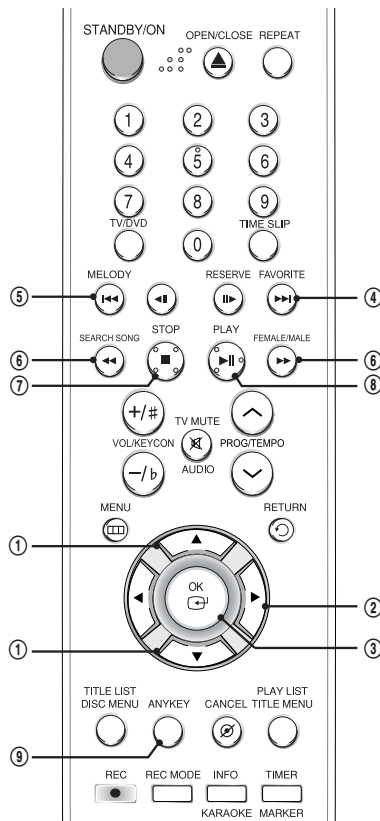 STANDBY/ON
OPEN/CLOSE REPEAT
1 2 3
4 5 6
7 8 9
TV/DVD
0
TIME SLIP
MELODY
RESERVE FAVORITE
⑤
④
SEARCH SONG
STOP
PLAY
FEMALE/MALE
⑥
⑥
⑦
⑧
+/♯
TV MUTE
VOL/KEYCON
PROG/TEMPO
−/♭
AUDIO
MENU
RETURN
①
OK
②
③
①
TITLE LIST
DISC MENU
ANYKEY
CANCEL
PLAY LIST
TITLE MENU
⑨
REC
REC MODE
INFO
TIMER
KARAOKE
MARKER